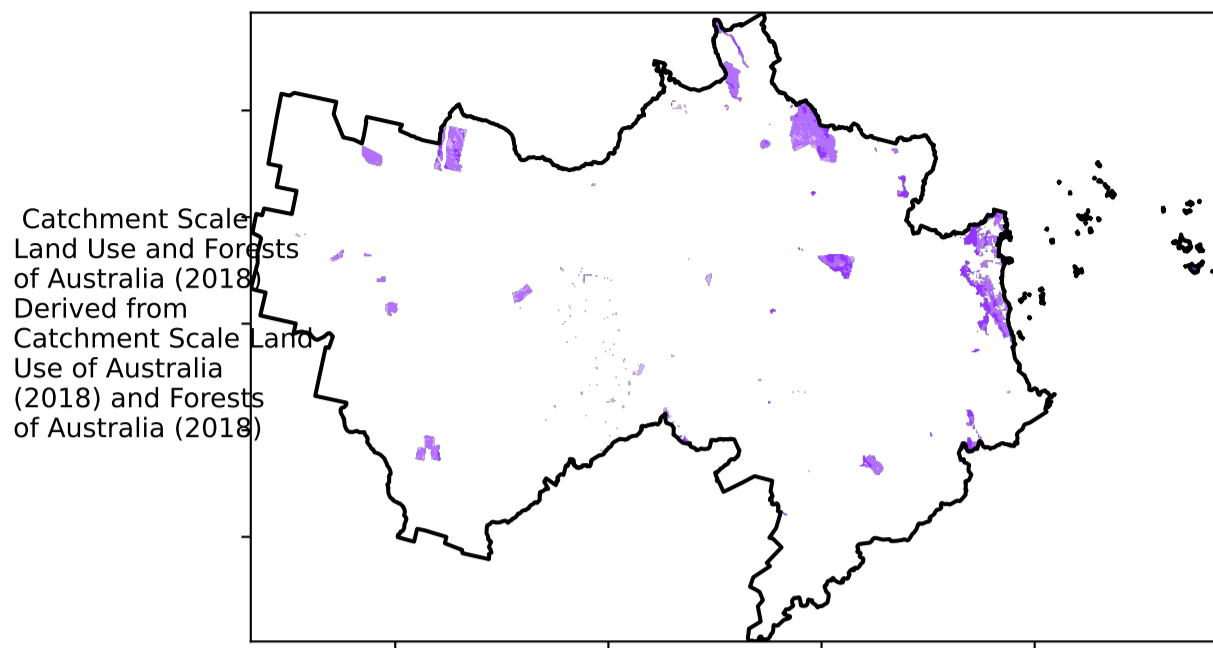 Catchment Scale
Land Use and Forests
of Australia (2018)
Derived from
Catchment Scale Land
Use of Australia
(2018) and Forests
of Australia (2018)